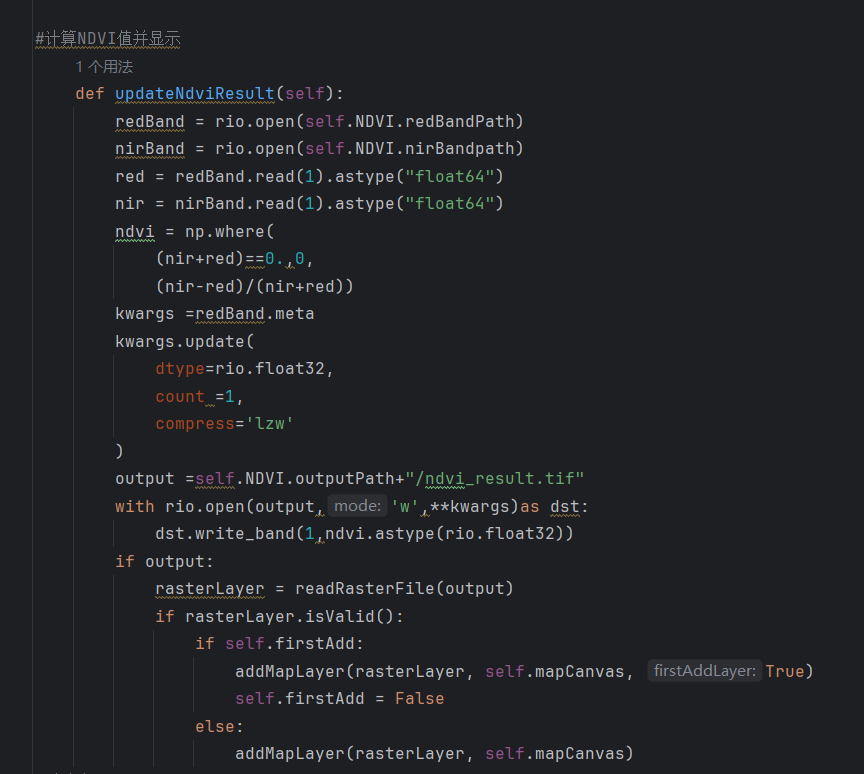 #计算NDVI值并显示
1 个用法
def updateNdviResult(self):
redBand = rio.open(self.NDVI.redBandPath)
nirBand = rio.open(self.NDVI.nirBandpath)
red = redBand.read(1).astype("float64")
nir = nirBand.read(1).astype("float64")
ndvi = np.where(
(nir+red)==0.,0,
(nir-red)/(nir+red))
kwargs =redBand.meta
kwargs.update(
dtype=rio.float32,
count =1,
compress='lzw'
)
output =self.NDVI.outputPath+"/ndvi_result.tif"
with rio.open(output, mode: 'w',**kwargs)as dst:
dst.write_band(1,ndvi.astype(rio.float32))
if output:
rasterLayer = readRasterFile(output)
if rasterLayer.isValid():
if self.firstAdd:
addMapLayer(rasterLayer, self.mapCanvas, firstAddLayer: True)
self.firstAdd = False
else:
addMapLayer(rasterLayer, self.mapCanvas)